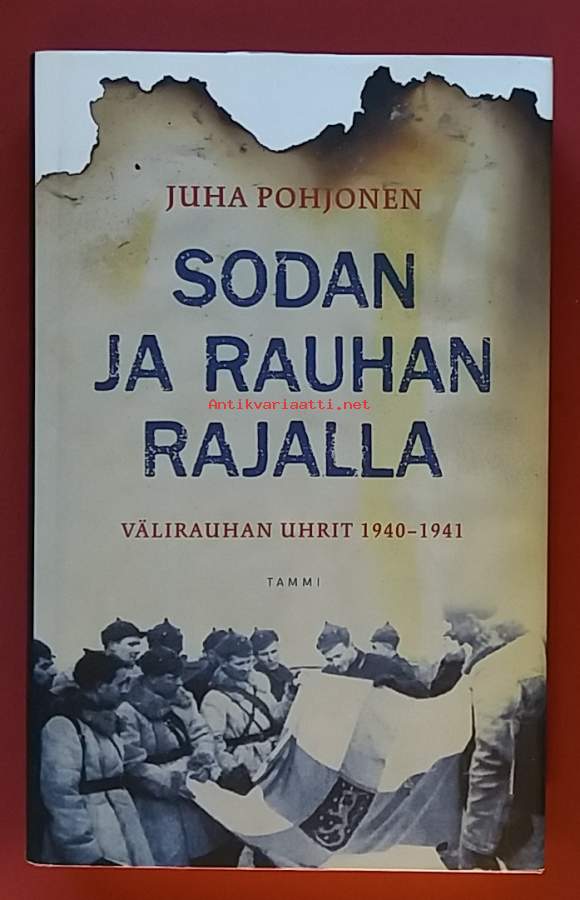 JUHA POHJONEN
SODAN
JA RAUHAN
Antikvariaatti.net
RAJALLA
VÄLIRAUHAN UHRIT 1940–1941
TAMMI